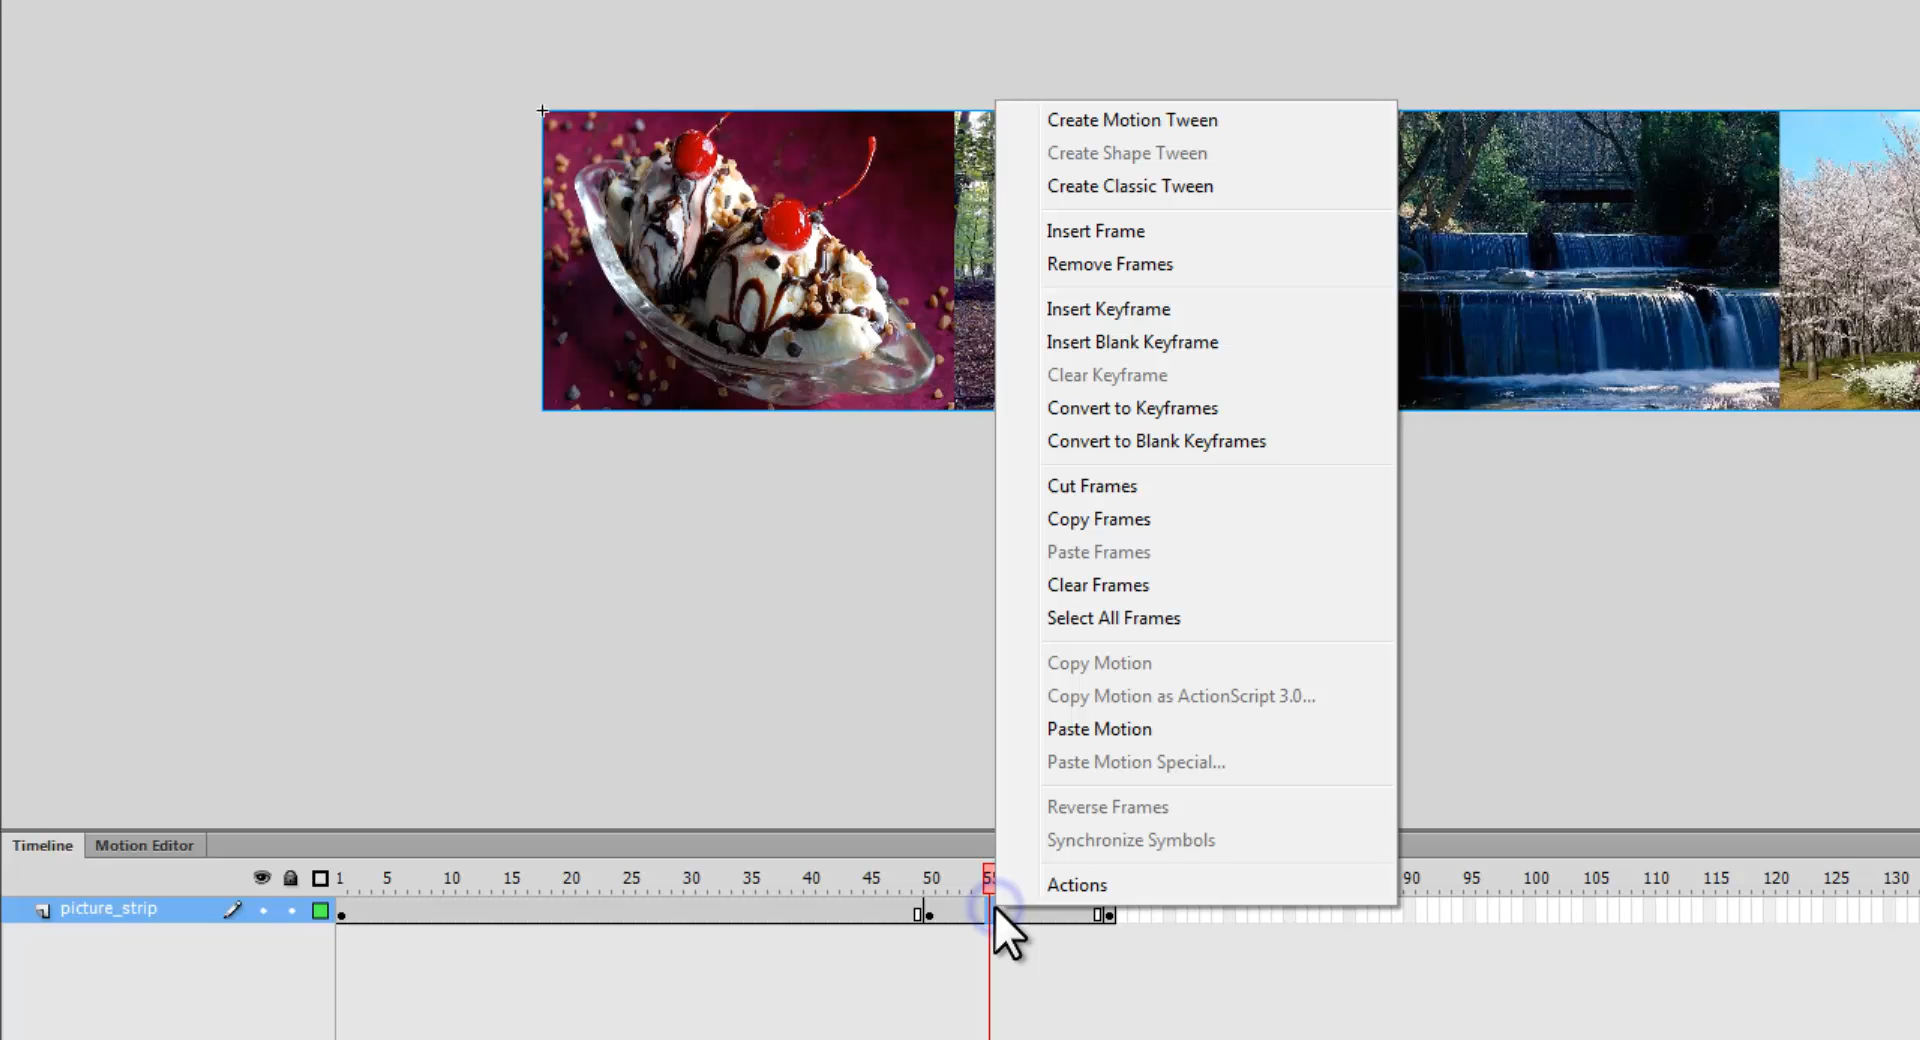 Create Motion Tween
Create Shape Tween
Create Classic Tween
Insert Frame
Remove Frames
Insert Keyframe
Insert Blank Keyframe
Clear Keyframe
Convert to Keyframes
Convert to Blank Keyframes
Cut Frames
Copy Frames
Paste Frames
Clear Frames
Select All Frames
Copy Motion
Copy Motion as ActionScript 3.0...
Paste Motion
Paste Motion Special...
Reverse Frames
Synchronize Symbols
Actions
Timeline Motion Editor
1 5 10 15 20 25 30 35 40 45 50 55 90 95 100 105 110 115 120 125 130
picture_strip